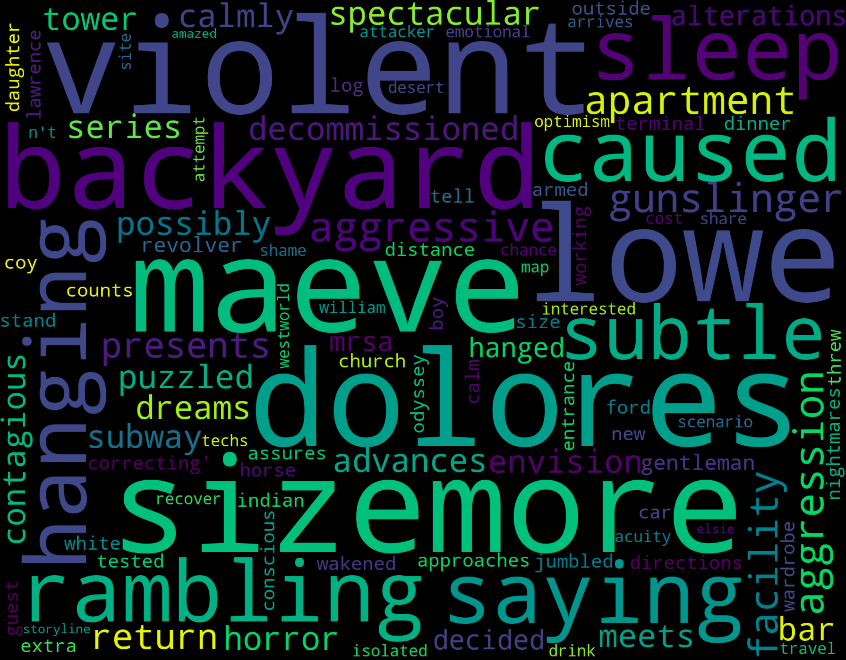 tower
calmly
spectacular
outside
arrives
alterations
amazed
attacker
emotional
daughter
lawrence
site
violent
log
desert
sleep
apartment
n't
series
attempt
decommissioned
optimism
terminal
dinner
backyard
caused
tell
armed
gunslinger
possibly
aggressive
working
cost
share
revolver
shame
distance
chance
lowe
coy
counts
hanging
maeve
map
westworld
william
boy
size
interested
stand
presents
mrsa
church
calm
hanged
subtle
contagious
puzzled
dreams
odyssey
entrance
dolores
ford
new
scenario
threw
nightmares
aggression
subway
techs
correcting'
assures
horse
advances
envision
gentleman
sizemore
recover
indian
conscious
car
acuity
elsie
facility
wardrobe
white
tested
wakened
approaches
jumbled
directions
guest
rambling
saying
storyline
extra
return
horror
isolated
decided
drink
meets
bar
travel